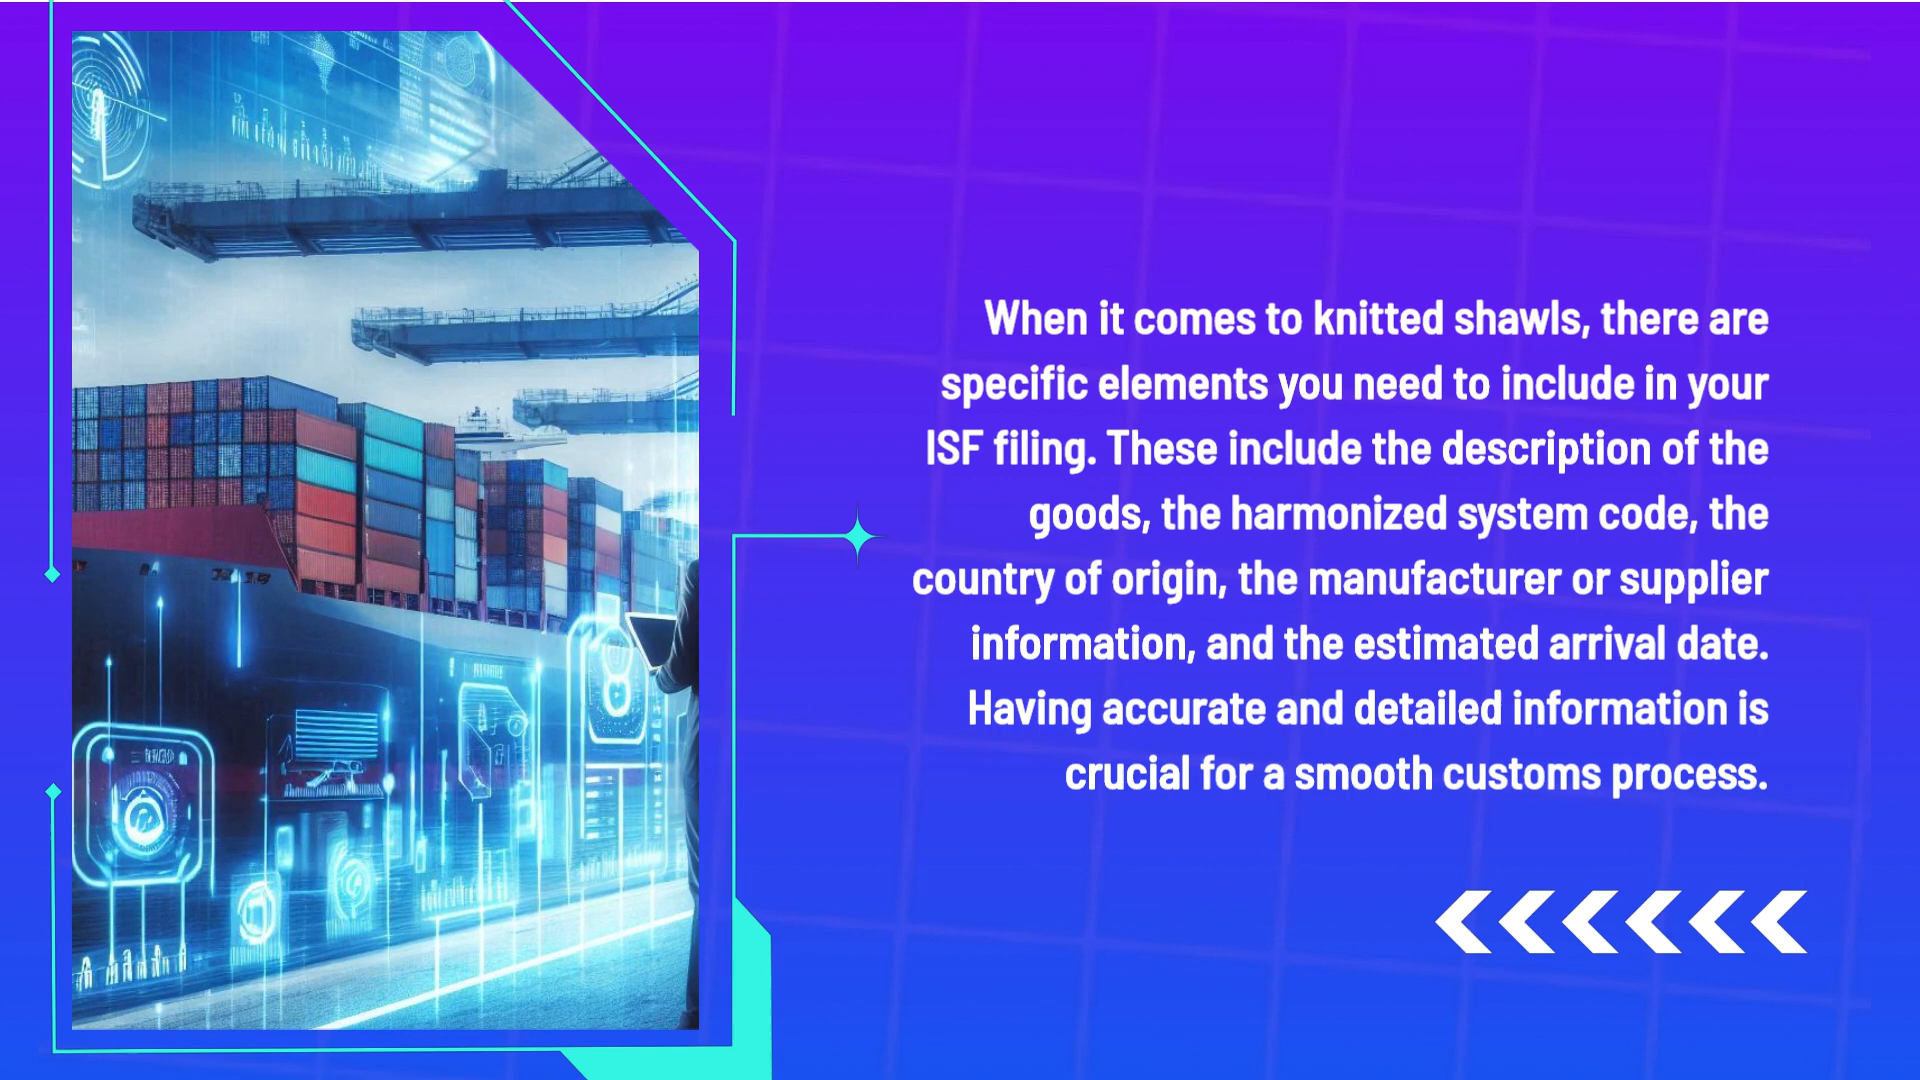 When it comes to knitted shawls, there are
specific elements you need to include in your
ISF filing. These include the description of the
goods, the harmonized system code, the
country of origin, the manufacturer or supplier
information, and the estimated arrival date.
Having accurate and detailed information is
crucial for a smooth customs process.